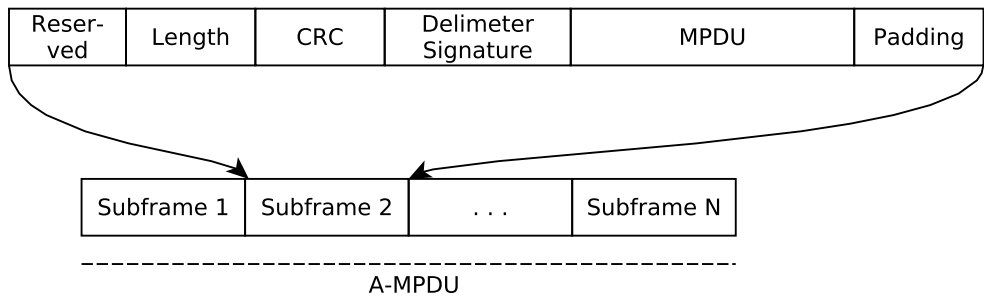 Reser-
ved
Length
CRC
Delimeter
Signature
MPDU
Padding
Subframe 1
Subframe 2
. . .
Subframe N
A-MPDU